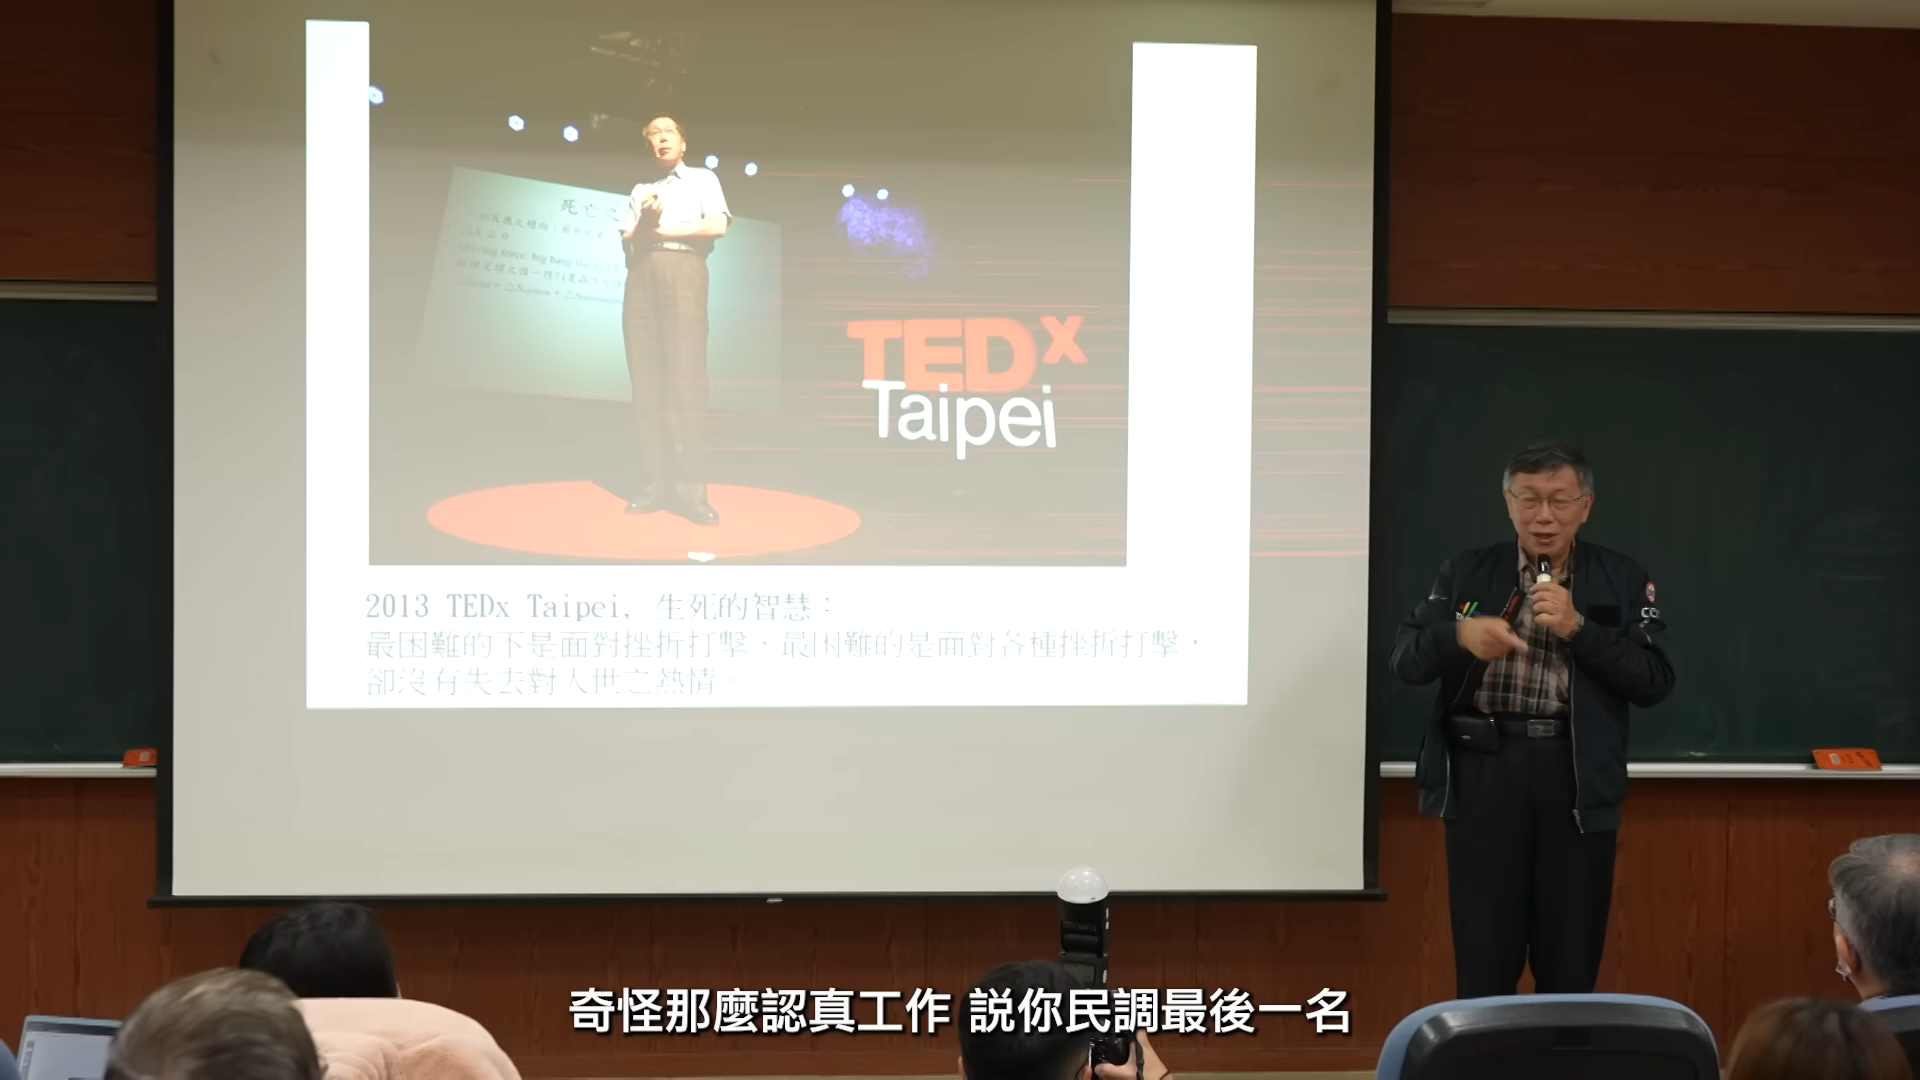 死亡之
TEDx
Taipei
2013 TEDx Taipei, 生死的智慧：
最困難的不是面對挫折打擊，最困難的是面對各種挫折打擊，
卻沒有失去對人世之熱情。
奇怪那麼認真工作 說你民調最後一名